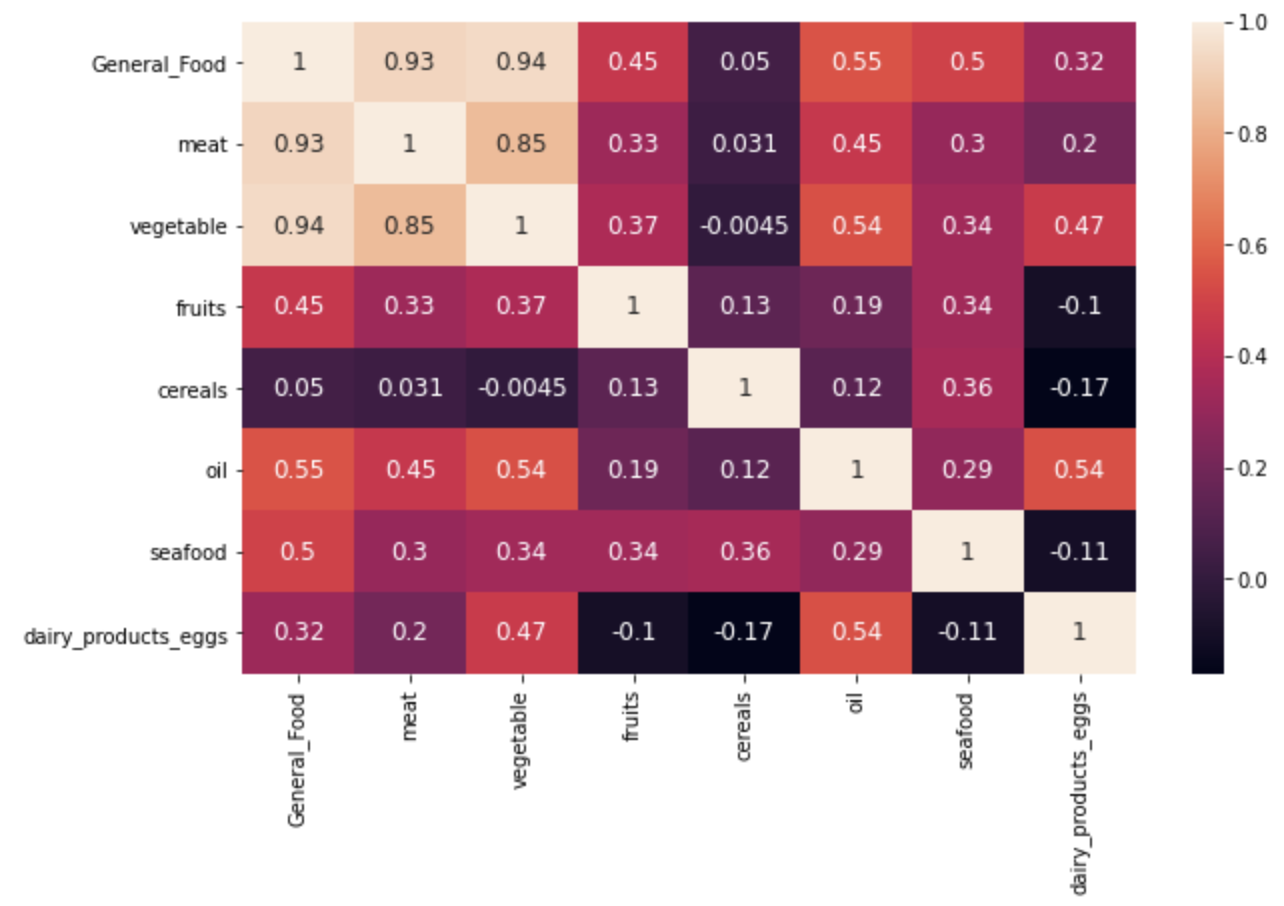 General_Food 1 0.93 0.94 0.45 0.05 0.55 0.5 0.32
meat 0.93 1 0.85 0.33 0.031 0.45 0.3 0.2
vegetable 0.94 0.85 1 0.37 -0.0045 0.54 0.34 0.47
fruits 0.45 0.33 0.37 1 0.13 0.19 0.34 -0.1
cereals 0.05 0.031 -0.0045 0.13 1 0.12 0.36 -0.17
oil 0.55 0.45 0.54 0.19 0.12 1 0.29 0.54
seafood 0.5 0.3 0.34 0.34 0.36 0.29 1 -0.11
dairy_products_eggs 0.32 0.2 0.47 -0.1 -0.17 0.54 -0.11 1
General_Food
meat
vegetable
fruits
cereals
oil
seafood
dairy_products_eggs
1.0
0.8
0.6
0.4
0.2
0.0